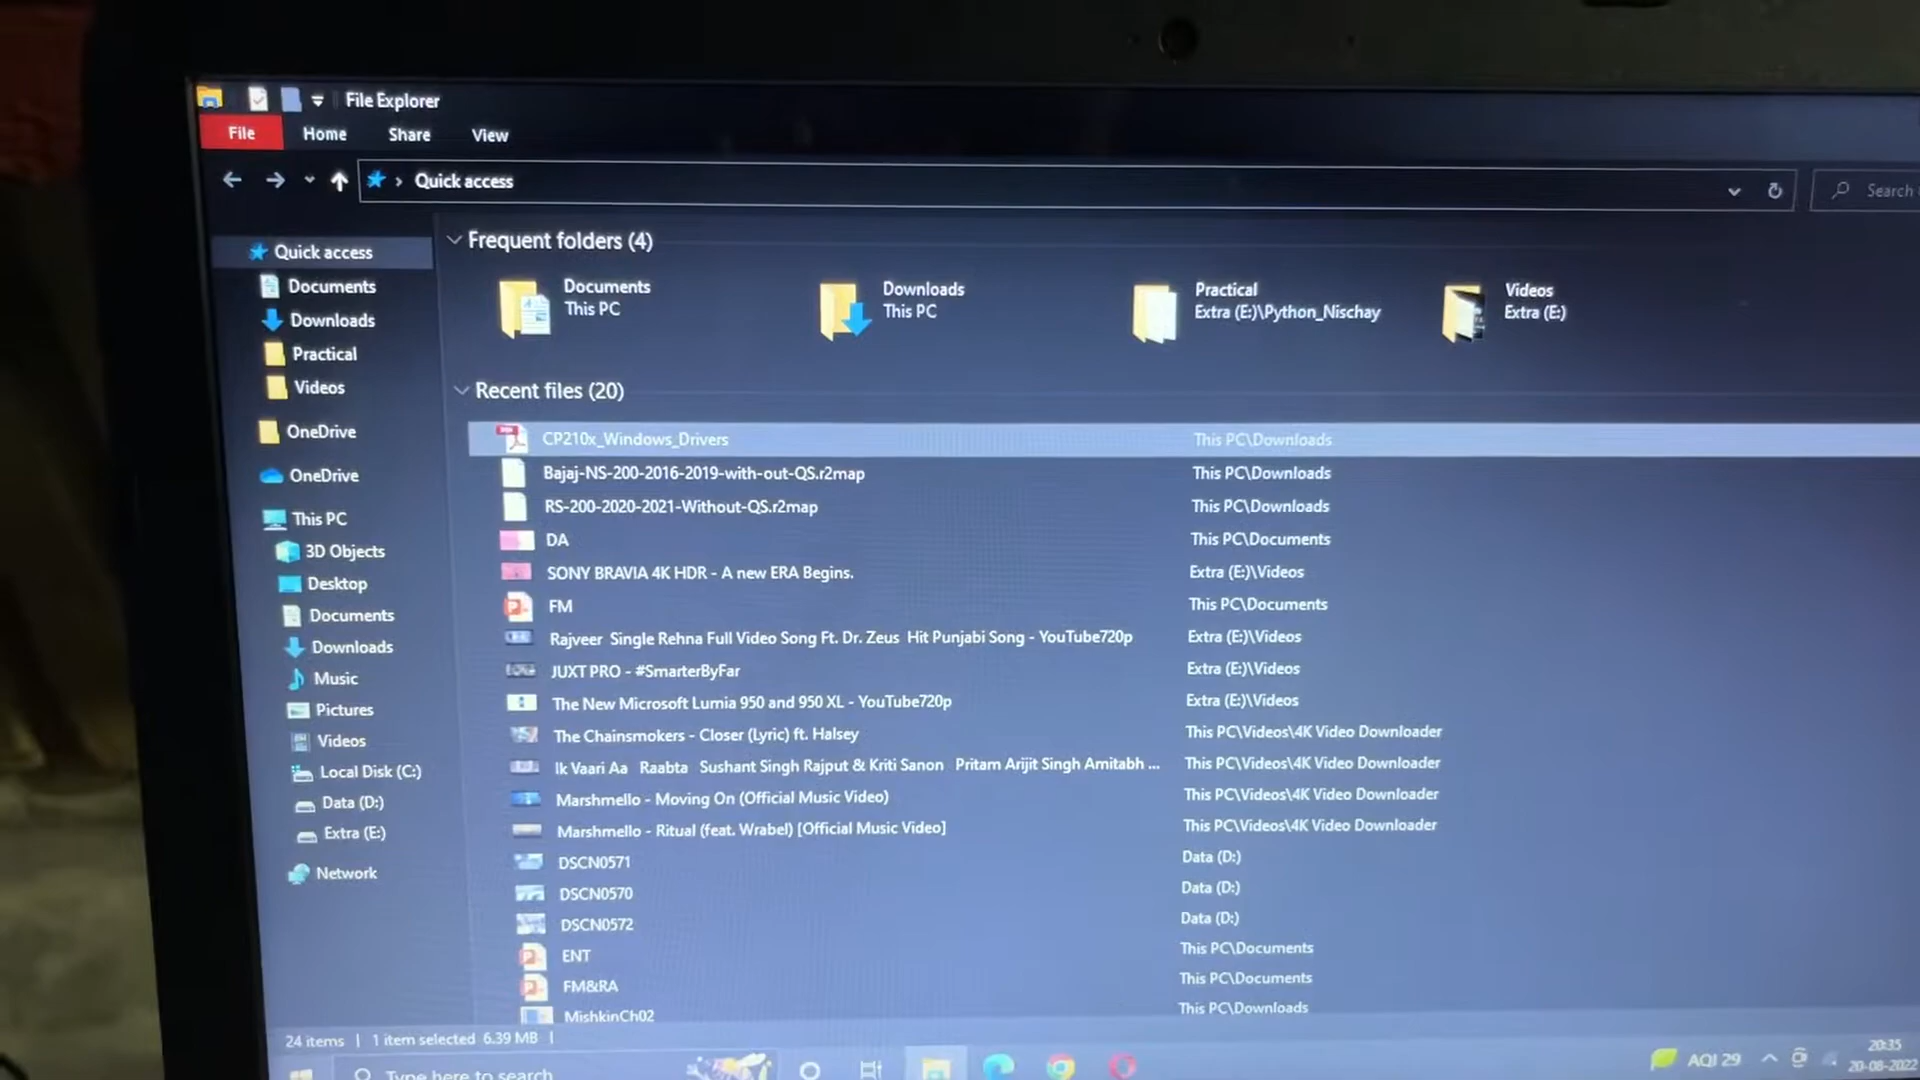 File Explorer
File Home Share View
Quick access
Search
Quick access
Documents
Downloads
Practical
Videos
OneDrive
OneDrive
This PC
3D Objects
Desktop
Documents
Downloads
Music
Pictures
Videos
Local Disk (C:)
Data (D:)
Extra (E:)
Network
Frequent folders (4)
Documents
This PC
Downloads
This PC
Practical
Extra (E:)\Python_Nischay
Videos
Extra (E:)
Recent files (20)
CP210x_Windows_Drivers This PC\Downloads
Bajaj-NS-200-2016-2019-with-out-QS.r2map This PC\Downloads
RS-200-2020-2021-Without-QS.r2map This PC\Downloads
DA This PC\Documents
SONY BRAVIA 4K HDR - A new ERA Begins. Extra (E:)\Videos
FM This PC\Documents
Rajveer Single Rehna Full Video Song Ft. Dr. Zeus Hit Punjabi Song - YouTube720p Extra (E:)\Videos
JUXT PRO - #SmarterByFar Extra (E:)\Videos
The New Microsoft Lumia 950 and 950 XL - YouTube720p Extra (E:)\Videos
The Chainsmokers - Closer (Lyric) ft. Halsey This PC\Videos\4K Video Downloader
Ik Vaari Aa Raabta Sushant Singh Rajput & Kriti Sanon Pritam Arijit Singh Amitabh ... This PC\Videos\4K Video Downloader
Marshmello - Moving On (Official Music Video) This PC\Videos\4K Video Downloader
Marshmello - Ritual (feat. Wrabel) [Official Music Video] This PC\Videos\4K Video Downloader
DSCN0571 Data (D:)
DSCN0570 Data (D:)
DSCN0572 Data (D:)
ENT This PC\Documents
FM&RA This PC\Documents
MishkinCh02 This PC\Downloads
24 items 1 item selected 6.39 MB
Type here to search
AQI 29
20:35
20-08-2022